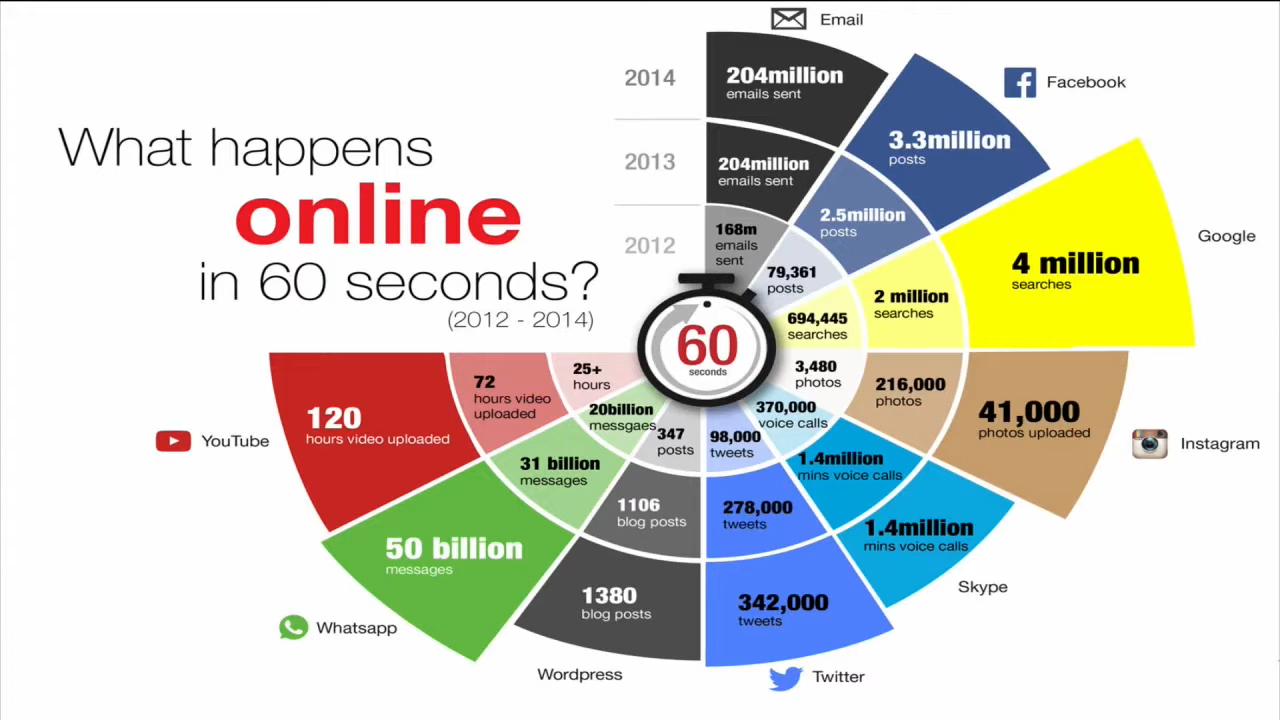 What happens
online
in 60 seconds?
(2012 - 2014)
2014
2013
2012
Email
204million
emails sent
204million
emails sent
168m
emails
sent
Facebook
3.3million
posts
2.5million
posts
79,361
posts
Google
4 million
searches
2 million
searches
694,445
searches
Instagram
41,000
photos uploaded
216,000
photos
3,480
photos
Skype
1.4million
mins voice calls
1.4million
mins voice calls
370,000
voice calls
Twitter
342,000
tweets
278,000
tweets
98,000
tweets
Wordpress
1380
blog posts
1106
blog posts
347
posts
Whatsapp
50 billion
messages
31 billion
messages
20billion
messgaes
YouTube
120
hours video uploaded
72
hours video
uploaded
25+
hours
60
seconds